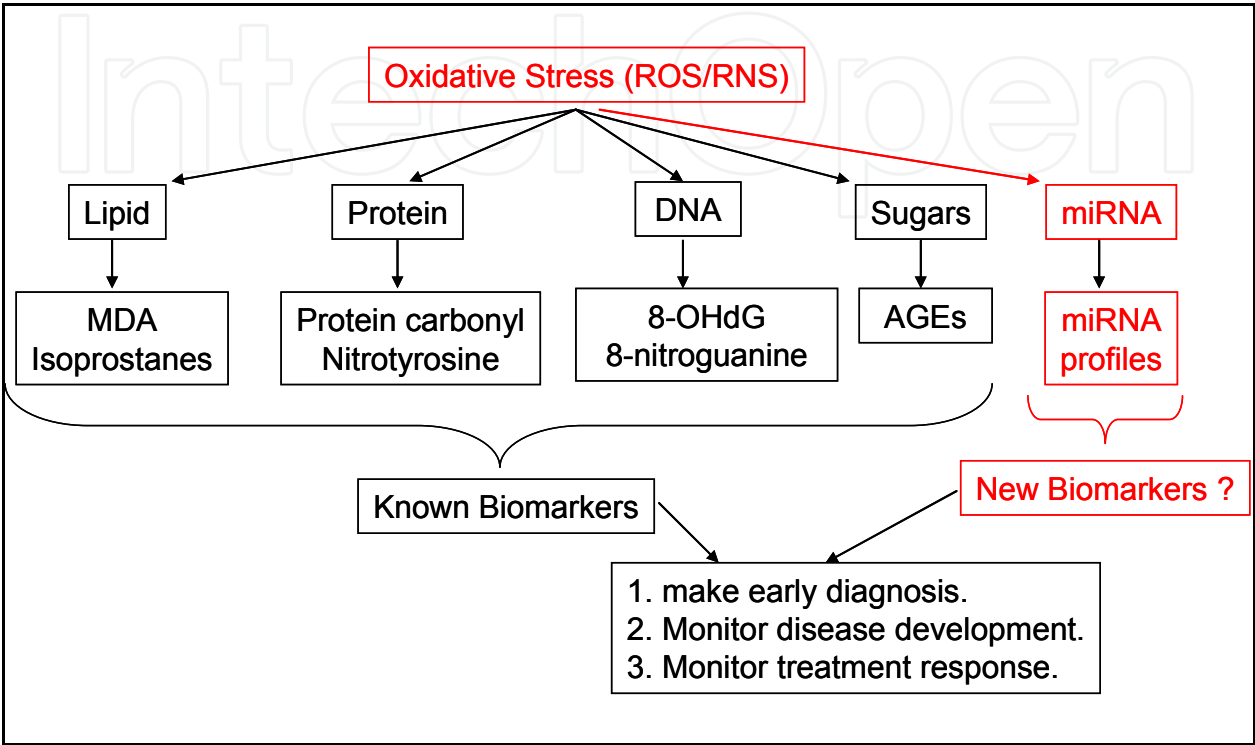 IntechOpen
Oxidative Stress (ROS/RNS)
Lipid
Protein
DNA
Sugars
miRNA
MDA
Isoprostanes
Protein carbonyl
Nitrotyrosine
8-OHdG
8-nitroguanine
AGEs
miRNA
profiles
Known Biomarkers
New Biomarkers ?
1. make early diagnosis.
2. Monitor disease development.
3. Monitor treatment response.